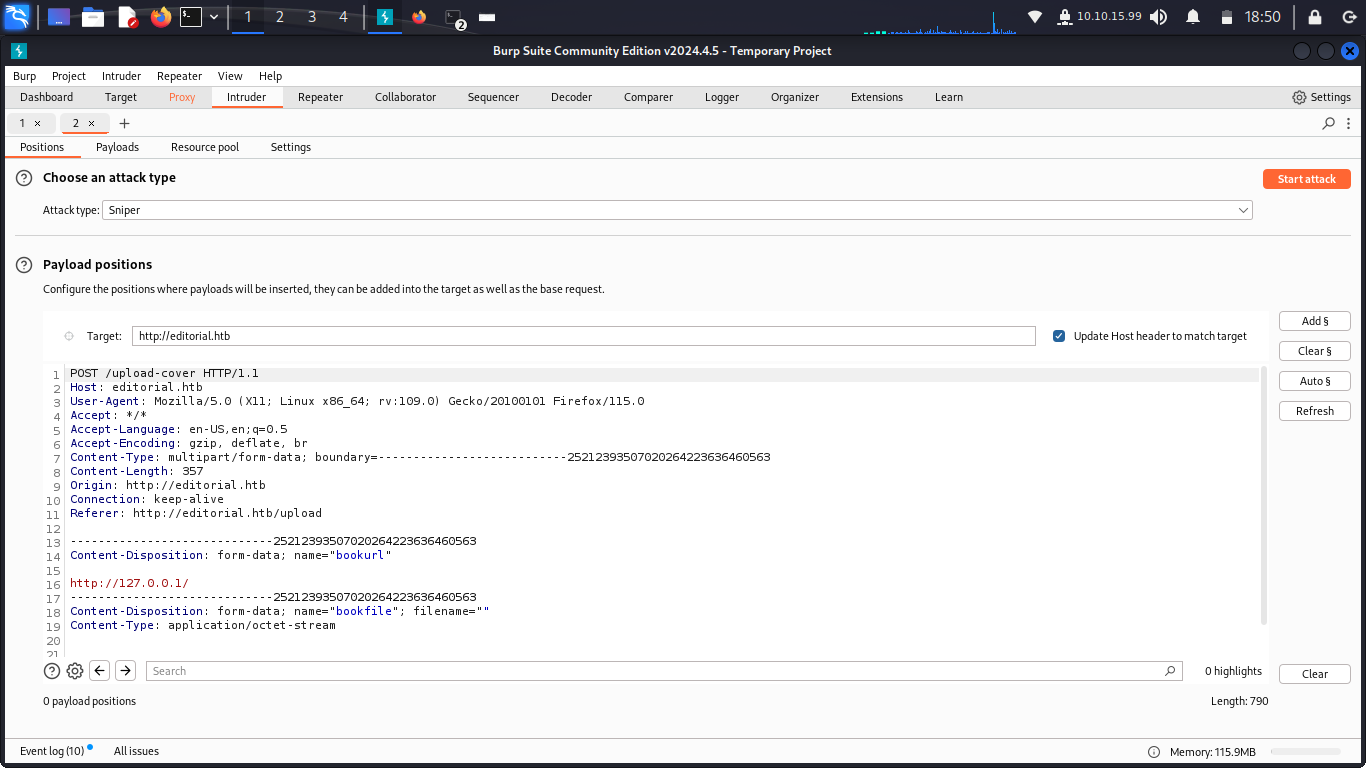 1 2 3 4 2 10.10.15.99 18:50
Burp Suite Community Edition v2024.4.5 - Temporary Project
Burp Project Intruder Repeater View Help
Dashboard Target Proxy Intruder Repeater Collaborator Sequencer Decoder Comparer Logger Organizer Extensions Learn Settings
1 × 2 × +
Positions Payloads Resource pool Settings
? Choose an attack type Start attack
Attack type: Sniper
? Payload positions
Configure the positions where payloads will be inserted, they can be added into the target as well as the base request.
Target: http://editorial.htb Update Host header to match target
Add §
Clear §
Auto §
Refresh
1 POST /upload-cover HTTP/1.1
2 Host: editorial.htb
3 User-Agent: Mozilla/5.0 (X11; Linux x86_64; rv:109.0) Gecko/20100101 Firefox/115.0
4 Accept: */*
5 Accept-Language: en-US,en;q=0.5
6 Accept-Encoding: gzip, deflate, br
7 Content-Type: multipart/form-data; boundary=---------------------------252123935070202642236364​60563
8 Content-Length: 357
9 Origin: http://editorial.htb
10 Connection: keep-alive
11 Referer: http://editorial.htb/upload
12
13 -----------------------------25212393507020264223636460563
14 Content-Disposition: form-data; name="bookurl"
15
16 http://127.0.0.1/
17 -----------------------------25212393507020264223636460563
18 Content-Disposition: form-data; name="bookfile"; filename=""
19 Content-Type: application/octet-stream
20
21
? Search 0 highlights Clear
0 payload positions Length: 790
Event log (10) All issues Memory: 115.9MB